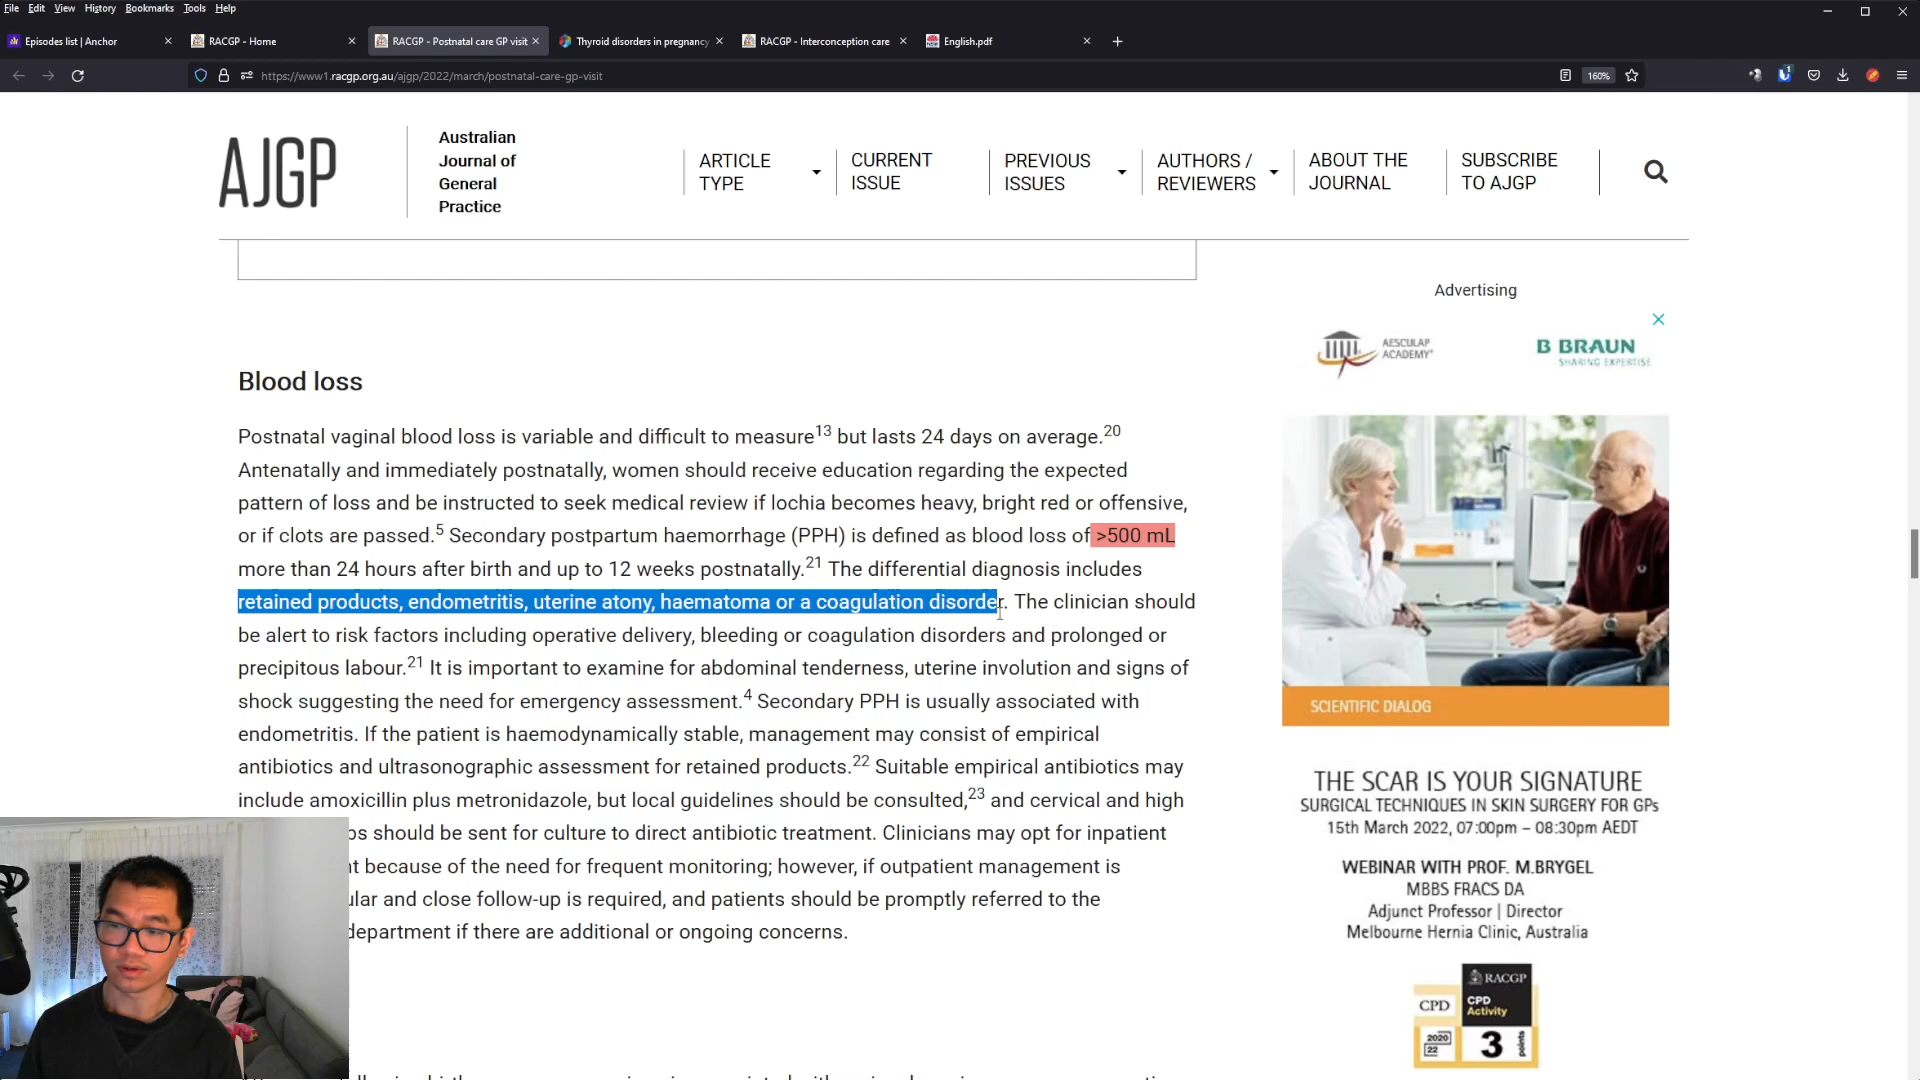 File Edit View History Bookmarks Tools Help
Episodes list | Anchor
RACGP - Home
RACGP - Postnatal care GP visit
Thyroid disorders in pregnancy
RACGP - Interconception care
English.pdf
https://www1.racgp.org.au/ajgp/2022/march/postnatal-care-gp-visit
160%
1
AJGP
Australian
Journal of
General
Practice
ARTICLE
TYPE
CURRENT
ISSUE
PREVIOUS
ISSUES
AUTHORS /
REVIEWERS
ABOUT THE
JOURNAL
SUBSCRIBE
TO AJGP
Blood loss
Postnatal vaginal blood loss is variable and difficult to measure13 but lasts 24 days on average.20
Antenatally and immediately postnatally, women should receive education regarding the expected
pattern of loss and be instructed to seek medical review if lochia becomes heavy, bright red or offensive,
or if clots are passed.5 Secondary postpartum haemorrhage (PPH) is defined as blood loss of >500 mL
more than 24 hours after birth and up to 12 weeks postnatally.21 The differential diagnosis includes
retained products, endometritis, uterine atony, haematoma or a coagulation disorder. The clinician should
be alert to risk factors including operative delivery, bleeding or coagulation disorders and prolonged or
precipitous labour.21 It is important to examine for abdominal tenderness, uterine involution and signs of
shock suggesting the need for emergency assessment.4 Secondary PPH is usually associated with
endometritis. If the patient is haemodynamically stable, management may consist of empirical
antibiotics and ultrasonographic assessment for retained products.22 Suitable empirical antibiotics may
include amoxicillin plus metronidazole, but local guidelines should be consulted,23 and cervical and high
bs should be sent for culture to direct antibiotic treatment. Clinicians may opt for inpatient
nt because of the need for frequent monitoring; however, if outpatient management is
ular and close follow-up is required, and patients should be promptly referred to the
department if there are additional or ongoing concerns.
Advertising
AESCULAP
ACADEMY®
B BRAUN
SHARING EXPERTISE
SCIENTIFIC DIALOG
THE SCAR IS YOUR SIGNATURE
SURGICAL TECHNIQUES IN SKIN SURGERY FOR GPs
15th March 2022, 07:00pm – 08:30pm AEDT
WEBINAR WITH PROF. M.BRYGEL
MBBS FRACS DA
Adjunct Professor | Director
Melbourne Hernia Clinic, Australia
RACGP
CPD
CPD
Activity
2020
22
3
points